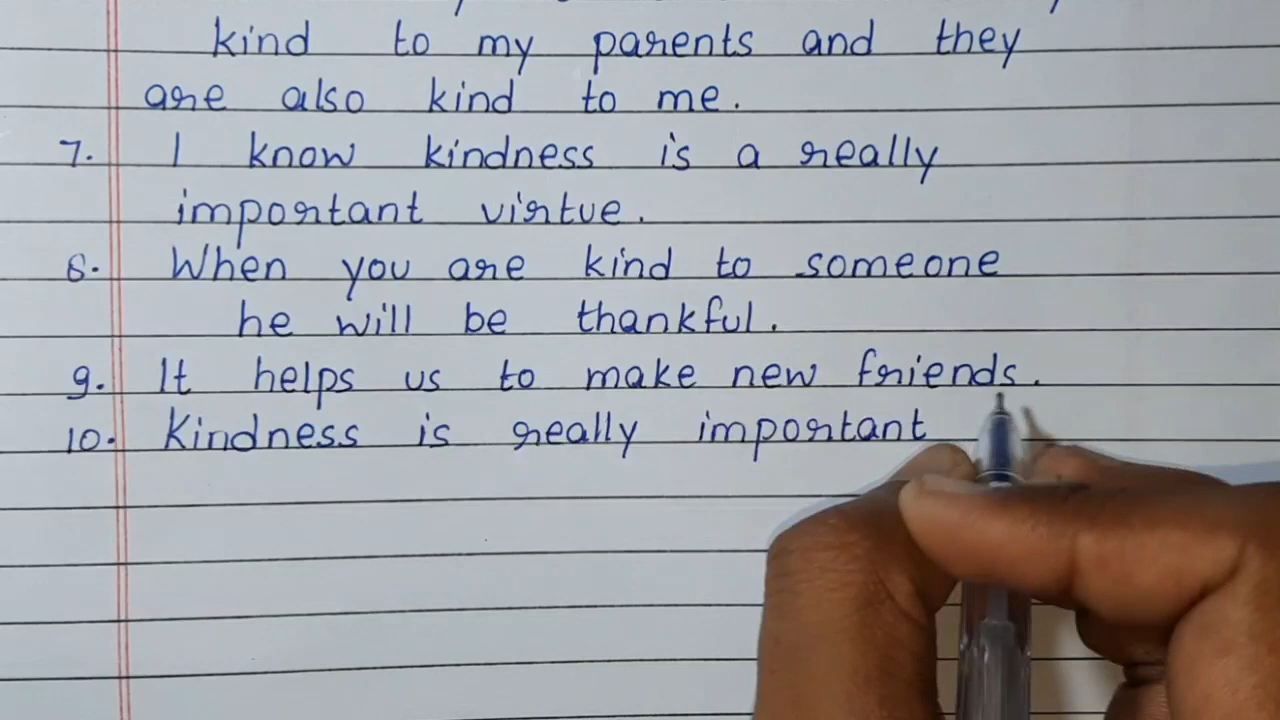 kind to my parents and they
are also kind to me.
7. I know kindness is a really
important virtue.
8. When you are kind to someone
he will be thankful.
9. It helps us to make new friends.
10. Kindness is really important